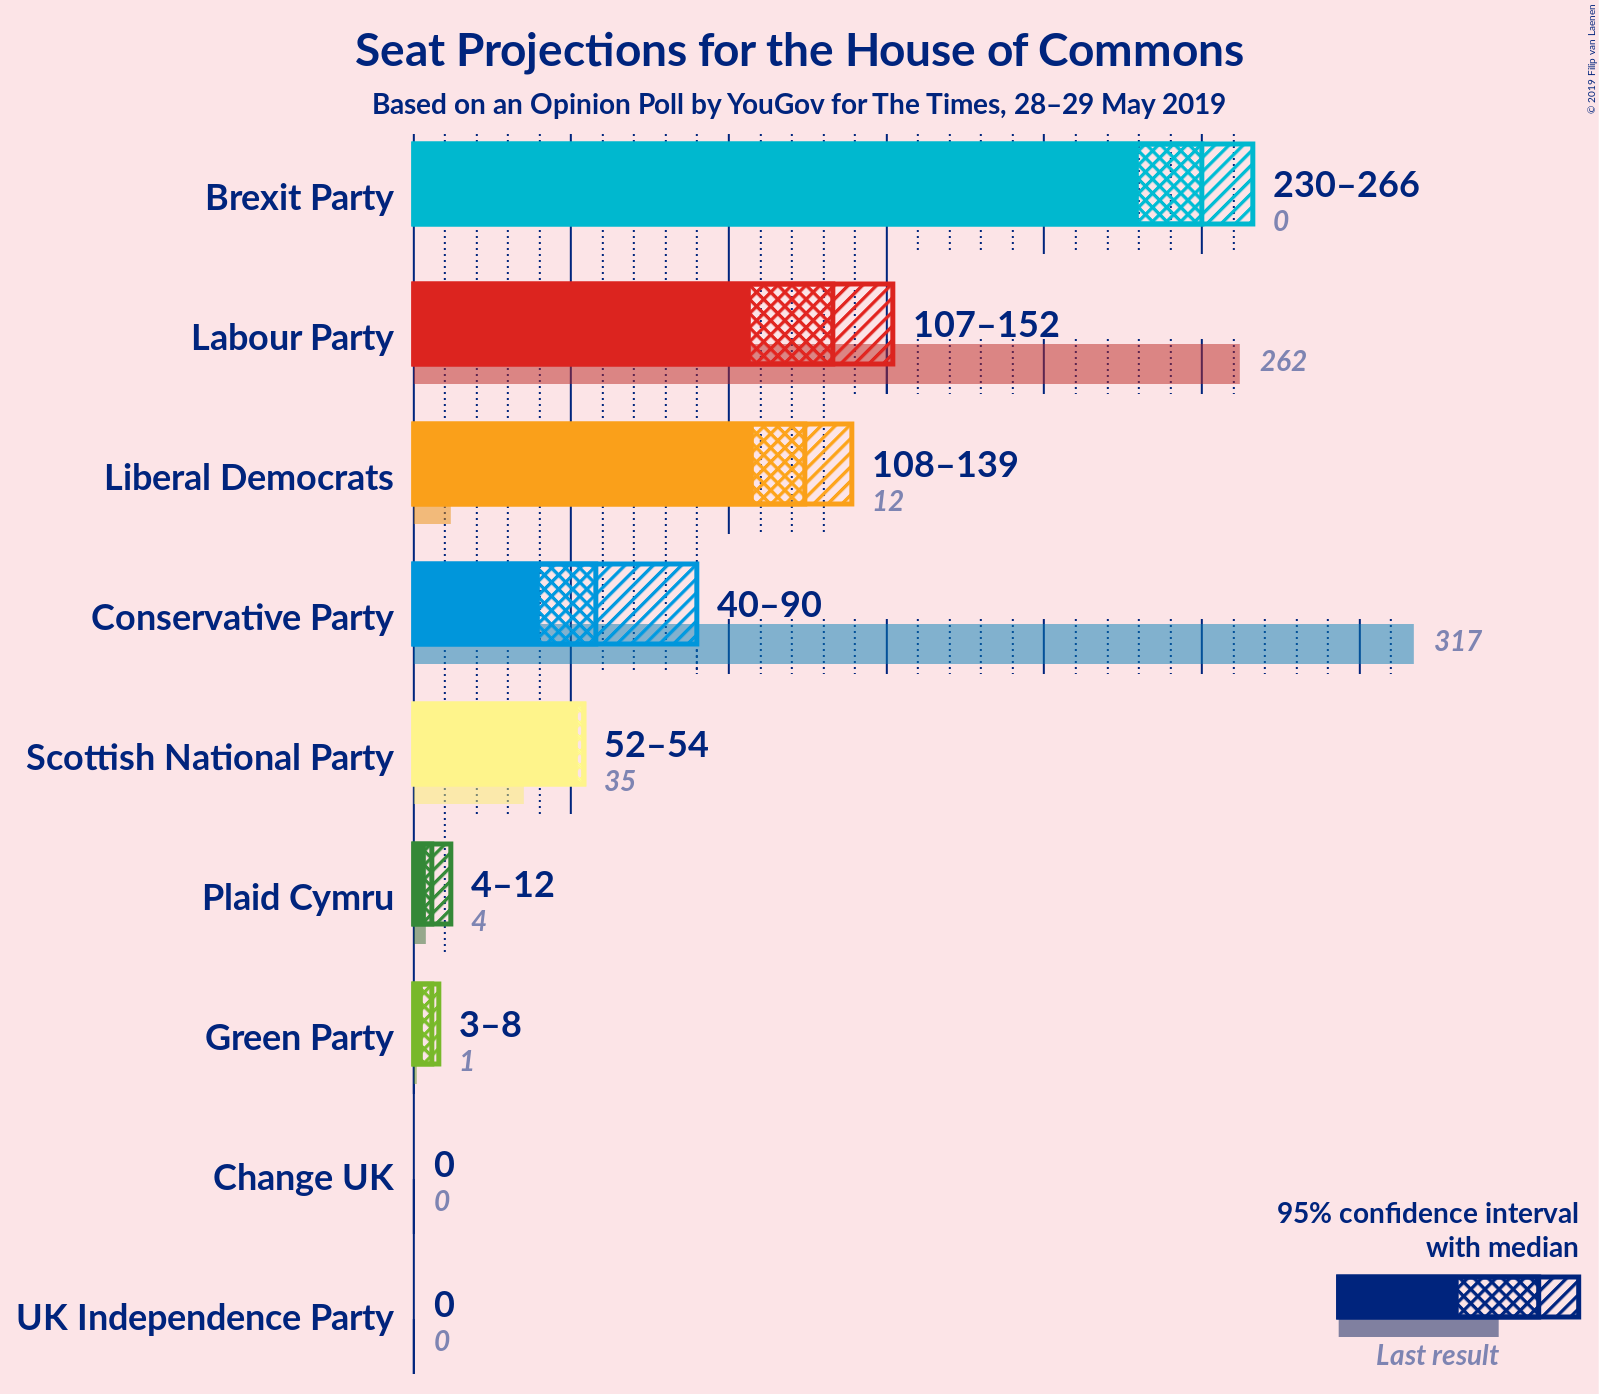 © 2019 Filip van Laenen
Seat Projections for the House of Commons
Based on an Opinion Poll by YouGov for The Times, 28–29 May 2019
Brexit Party
230–266
0
Labour Party
107–152
262
Liberal Democrats
108–139
12
Conservative Party
40–90
317
Scottish National Party
52–54
35
Plaid Cymru
4–12
4
Green Party
3–8
1
Change UK
0
0
UK Independence Party
0
0
95% confidence interval
with median
Last result